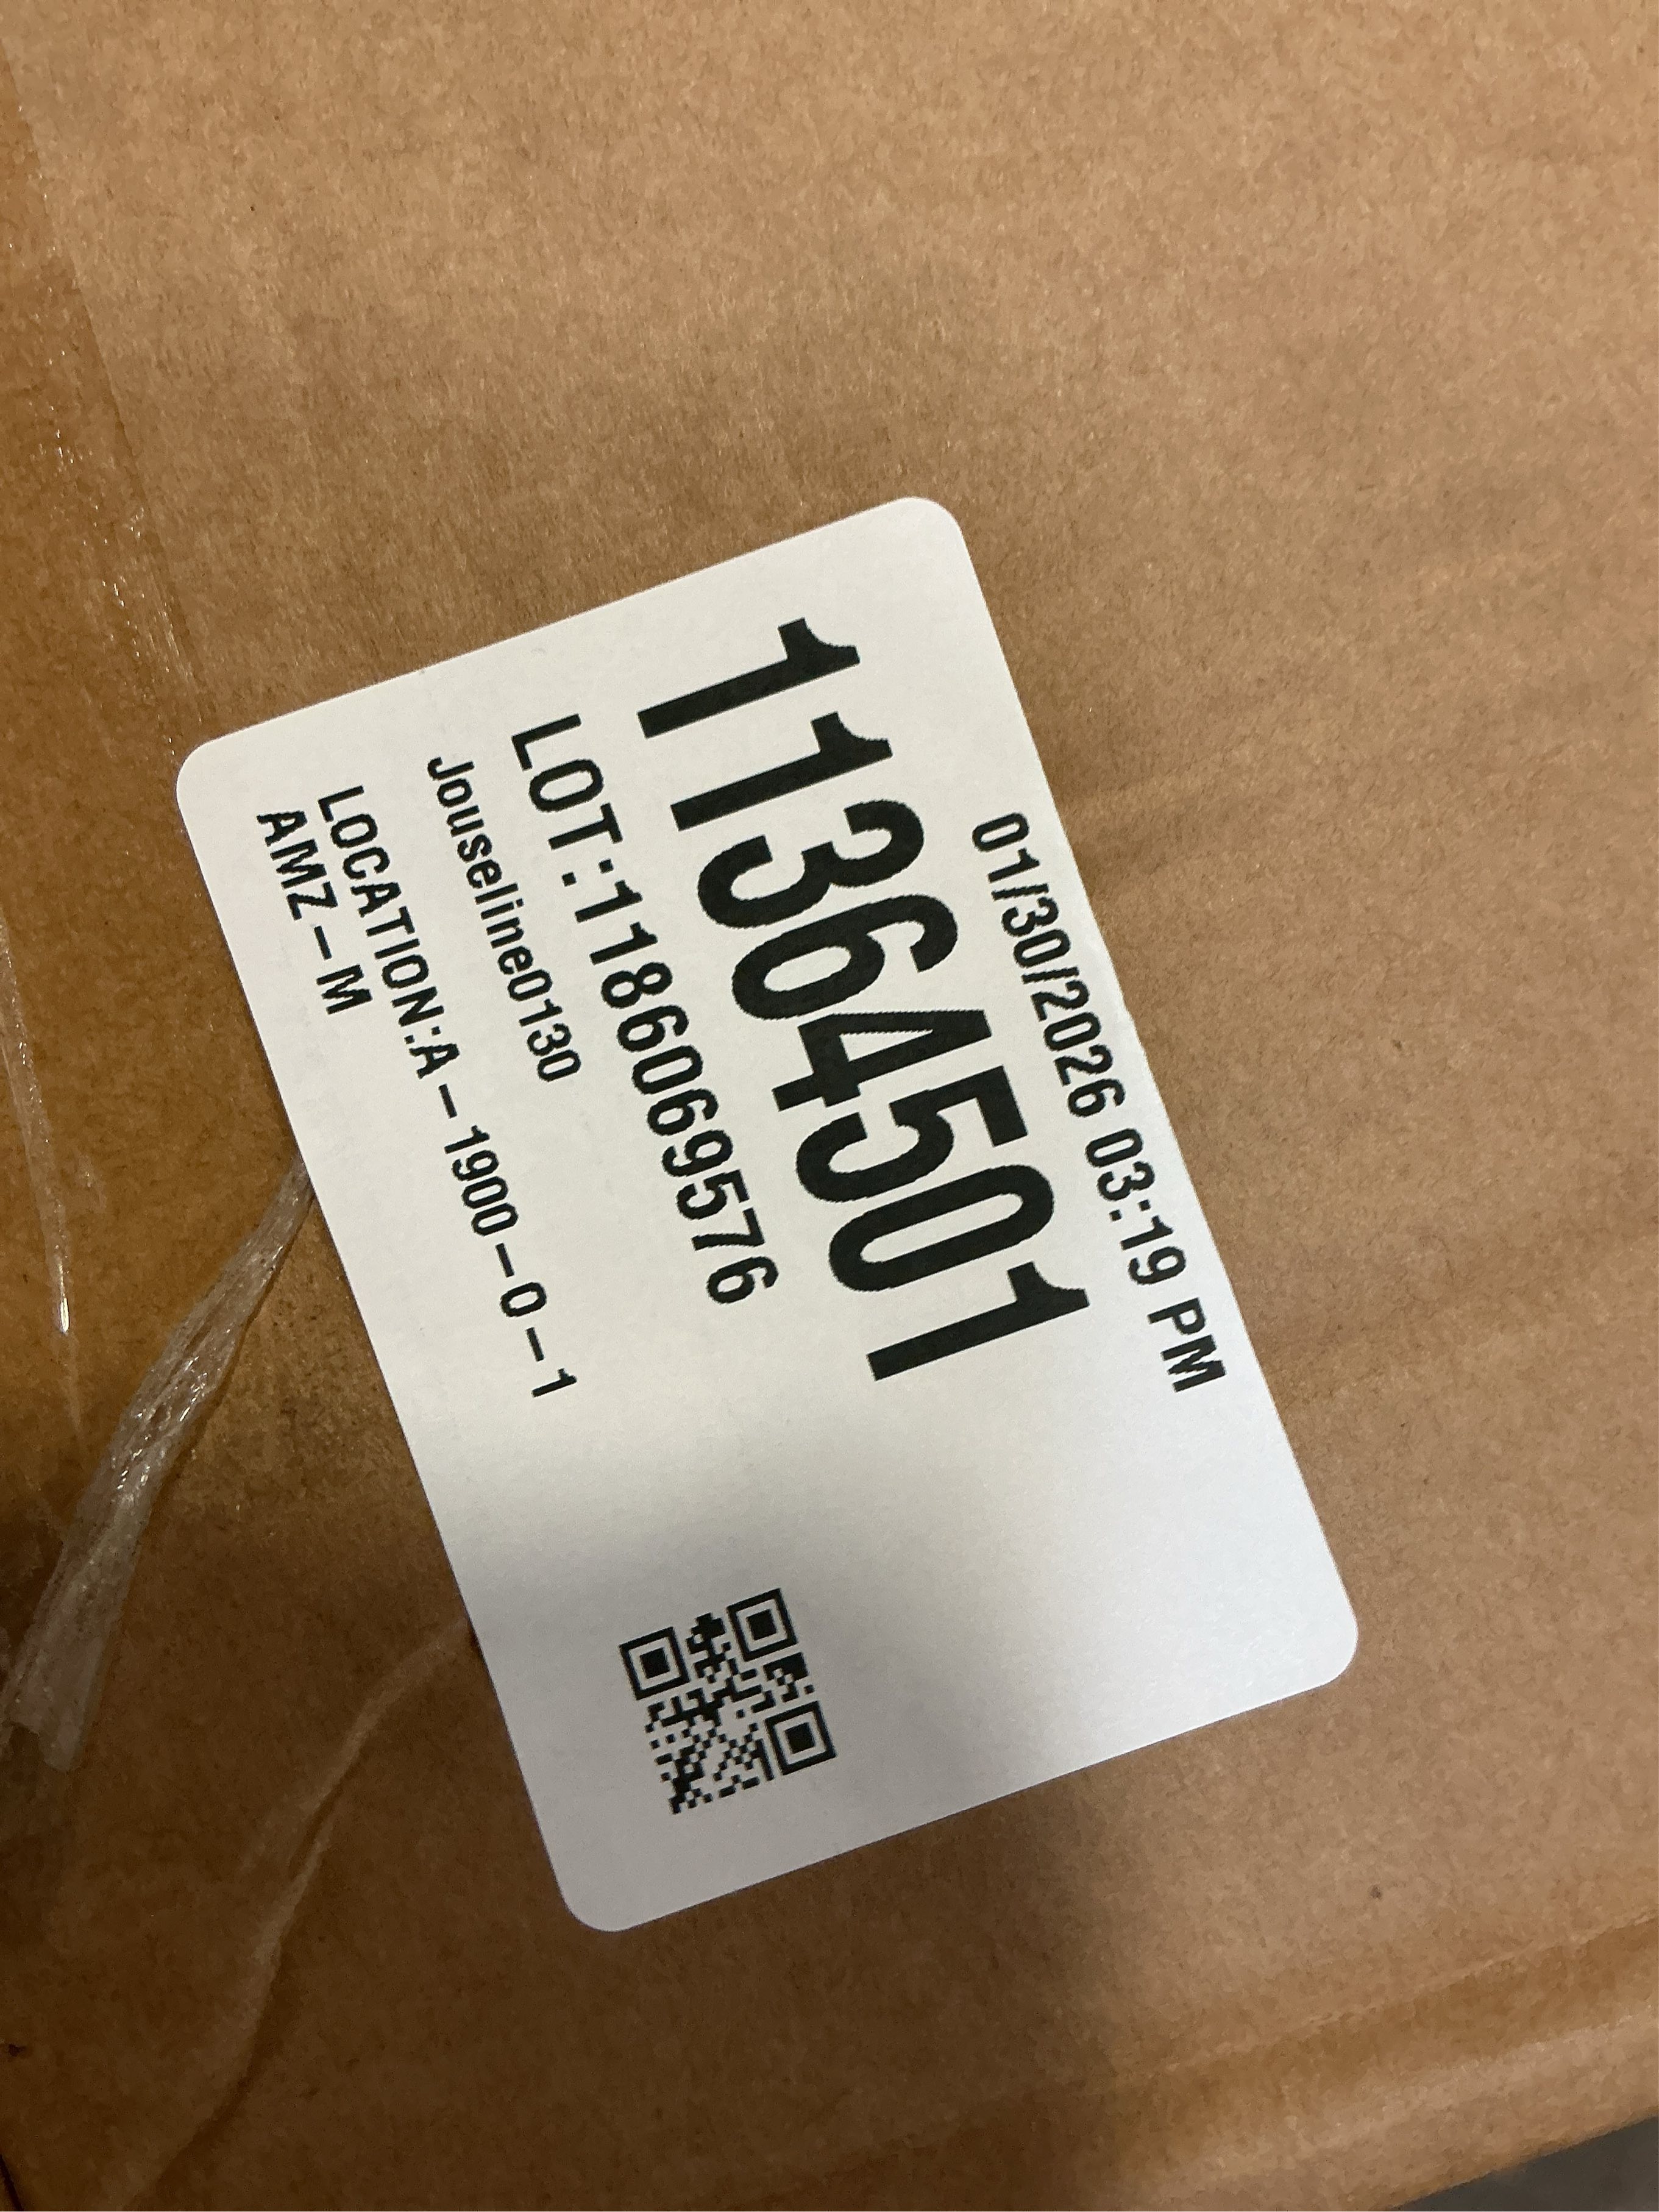 01/30/2026 03:19 PM
11364501
LOT:1186069576
Jouseline0130
LOCATION:A-1900-0-1
AMZ-M